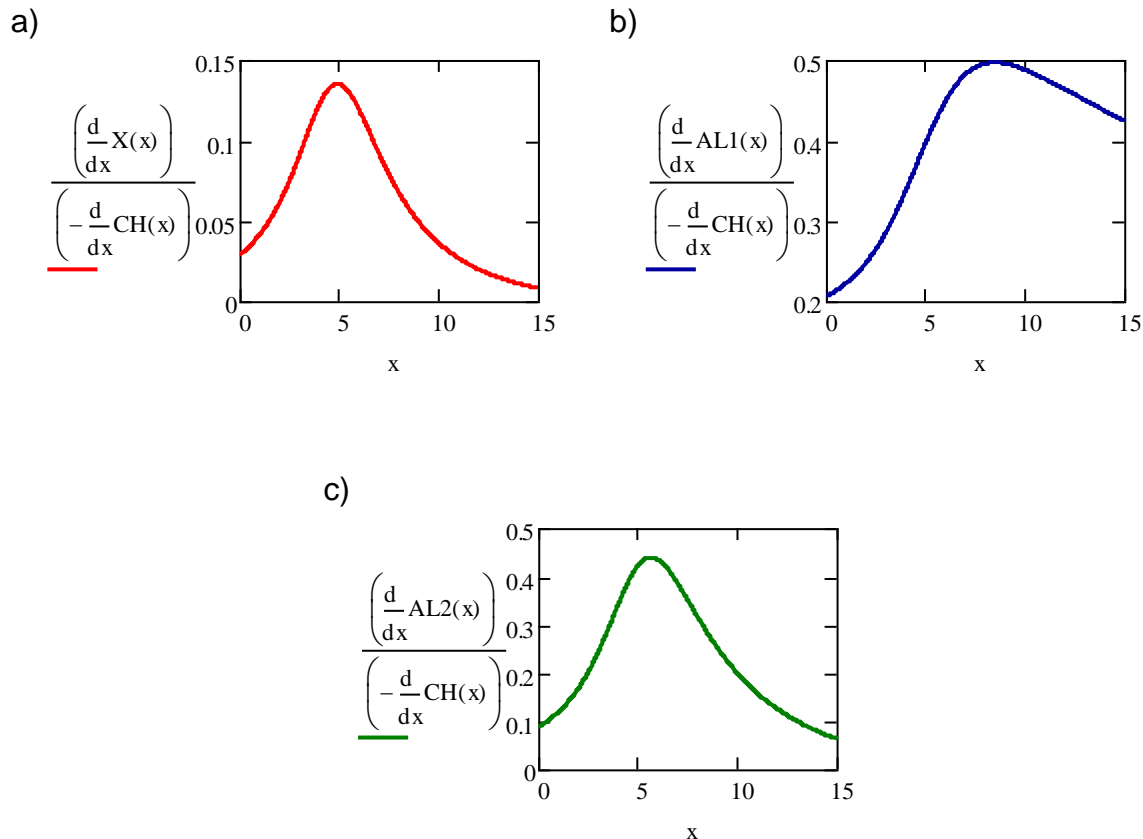 a)
0.15
0.1
0.05
0
(d/dx X(x))
(− d/dx CH(x))
0 5 10 15
x
b)
0.5
0.4
0.3
0.2
(d/dx AL1(x))
(− d/dx CH(x))
0 5 10 15
x
c)
0.5
0.4
0.3
0.2
0.1
0
(d/dx AL2(x))
(− d/dx CH(x))
0 5 10 15
x